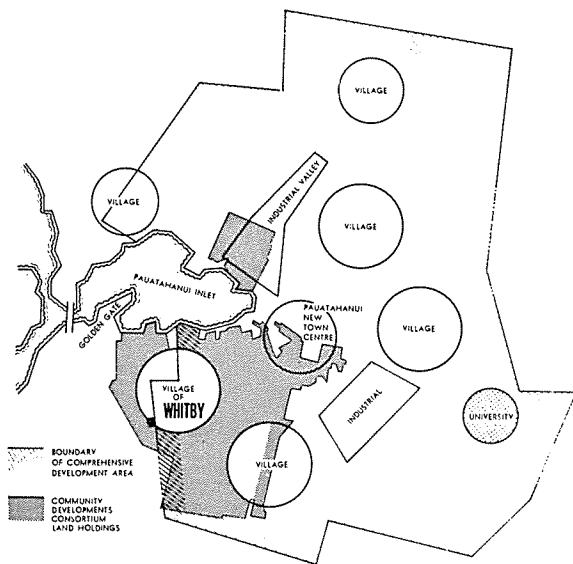 VILLAGE
VILLAGE
INDUSTRIAL VALLEY
VILLAGE
PAUATAHANUI INLET
GOLDEN GATE
PAUATAHANUI
NEW
TOWN
CENTRE
VILLAGE
VILLAGE
OF
WHITBY
INDUSTRIAL
UNIVERSITY
VILLAGE
BOUNDARY
OF COMPREHENSIVE
DEVELOPMENT AREA
COMMUNITY
DEVELOPMENTS
CONSORTIUM
LAND HOLDINGS